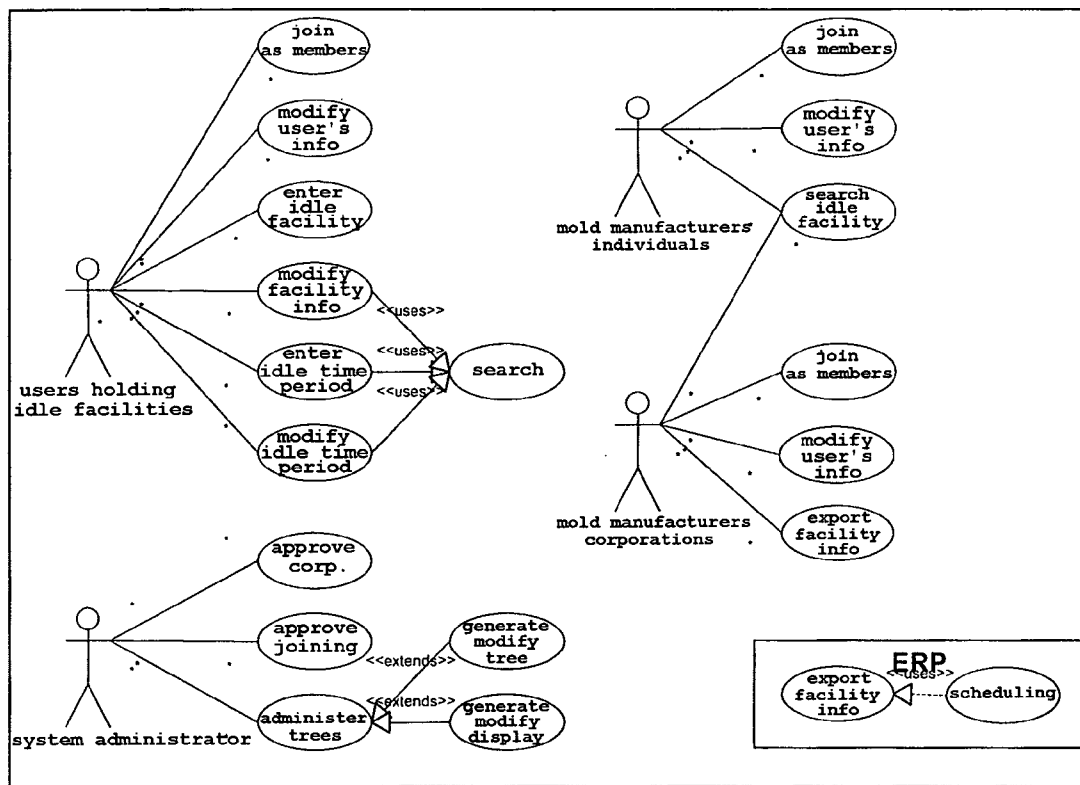 join
as members
modify
user's
info
enter
idle
facility
modify
facility
info
<<uses>>
enter
idle time
period
<<uses>>
<<uses>>
search
modify
idle time
period
users holding
idle facilities
join
as members
modify
user's
info
search
idle
facility
mold manufacturers
individuals
join
as members
modify
user's
info
export
facility
info
mold manufacturers
corporations
approve
corp.
approve
joining
administer
trees
<<extends>>
<<extends>>
generate
modify
tree
generate
modify
display
system administrator
ERP
<<uses>>
export
facility
info
scheduling